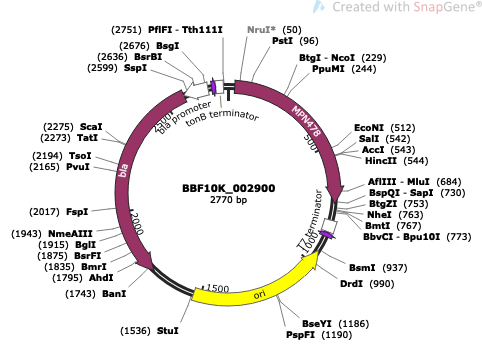 Created with SnapGene®
(2751) PflFI - Tth111I
NruI* (50)
(2676) BsgI
PstI (96)
(2636) BsrBI
BtgI - NcoI (229)
(2599) SspI
PpuMI (244)
bla promoter
tonB terminator
MPN478
2500
500
EcoNI (512)
SalI (542)
AccI (543)
HincII (544)
(2275) ScaI
(2273) TatI
(2194) TsoI
(2165) PvuI
bla
BBF10K_002900
2770 bp
AflIII - MluI (684)
BspQI - SapI (730)
BtgZI (753)
NheI (763)
BmtI (767)
BbvCI - Bpu10I (773)
T7 terminator
1000
(2017) FspI
2000
(1943) NmeAIII
(1915) BglI
(1875) BsrFI
(1835) BmrI
(1795) AhdI
(1743) BanI
BsmI (937)
DrdI (990)
ori
1500
(1536) StuI
BseYI (1186)
PspFI (1190)